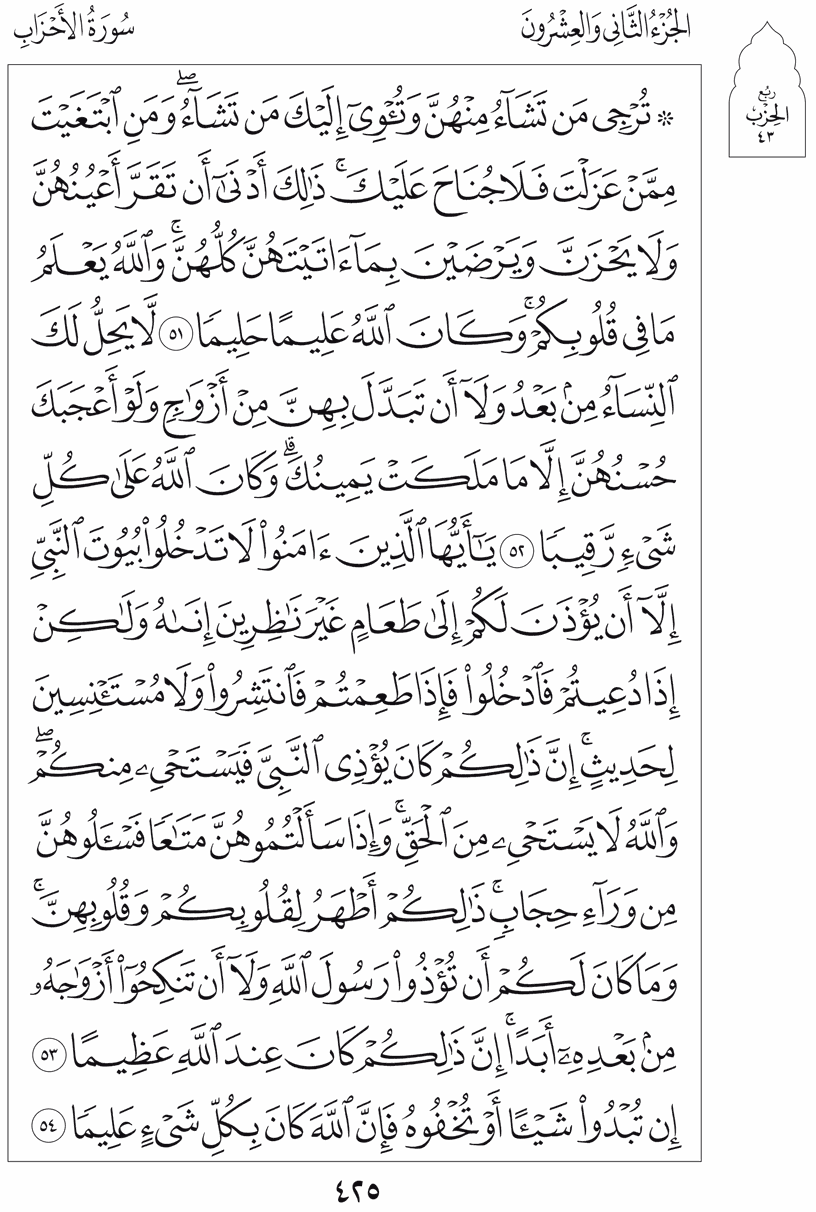 الجُزْءُ الثَّانِي وَالعِشْرُونَ
سُورَةُ الأَحْزَابِ
رُبْع
الحِزْب
٤٣
۞ تُرْجِى مَن تَشَآءُ مِنْهُنَّ وَتُـْٔوِىٓ إِلَيْكَ مَن تَشَآءُۖ وَمَنِ ٱبْتَغَيْتَ
مِمَّنْ عَزَلْتَ فَلَا جُنَاحَ عَلَيْكَۚ ذَٰلِكَ أَدْنَىٰٓ أَن تَقَرَّ أَعْيُنُهُنَّ
وَلَا يَحْزَنَّ وَيَرْضَيْنَ بِمَآ ءَاتَيْتَهُنَّ كُلُّهُنَّۚ وَٱللَّهُ يَعْلَمُ
مَا فِى قُلُوبِكُمْۚ وَكَانَ ٱللَّهُ عَلِيمًا حَلِيمًا ٥١ لَّا يَحِلُّ لَكَ
ٱلنِّسَآءُ مِنۢ بَعْدُ وَلَآ أَن تَبَدَّلَ بِهِنَّ مِنْ أَزْوَٰجٍ وَلَوْ أَعْجَبَكَ
حُسْنُهُنَّ إِلَّا مَا مَلَكَتْ يَمِينُكَۗ وَكَانَ ٱللَّهُ عَلَىٰ كُلِّ
شَىْءٍ رَّقِيبًا ٥٢ يَـٰٓأَيُّهَا ٱلَّذِينَ ءَامَنُوا۟ لَا تَدْخُلُوا۟ بُيُوتَ ٱلنَّبِىِّ
إِلَّآ أَن يُؤْذَنَ لَكُمْ إِلَىٰ طَعَامٍ غَيْرَ نَـٰظِرِينَ إِنَىٰهُ وَلَـٰكِنْ
إِذَا دُعِيتُمْ فَٱدْخُلُوا۟ فَإِذَا طَعِمْتُمْ فَٱنتَشِرُوا۟ وَلَا مُسْتَـْٔنِسِينَ
لِحَدِيثٍۚ إِنَّ ذَٰلِكُمْ كَانَ يُؤْذِى ٱلنَّبِىَّ فَيَسْتَحْىِۦ مِنكُمْۖ
وَٱللَّهُ لَا يَسْتَحْىِۦ مِنَ ٱلْحَقِّۚ وَإِذَا سَأَلْتُمُوهُنَّ مَتَـٰعًا فَسْـَٔلُوهُنَّ
مِن وَرَآءِ حِجَابٍۚ ذَٰلِكُمْ أَطْهَرُ لِقُلُوبِكُمْ وَقُلُوبِهِنَّۚ
وَمَا كَانَ لَكُمْ أَن تُؤْذُوا۟ رَسُولَ ٱللَّهِ وَلَآ أَن تَنكِحُوٓا۟ أَزْوَٰجَهُۥ
مِنۢ بَعْدِهِۦٓ أَبَدًاۚ إِنَّ ذَٰلِكُمْ كَانَ عِندَ ٱللَّهِ عَظِيمًا ٥٣
إِن تُبْدُوا۟ شَيْـًٔا أَوْ تُخْفُوهُ فَإِنَّ ٱللَّهَ كَانَ بِكُلِّ شَىْءٍ عَلِيمًا ٥٤
٤٢٥